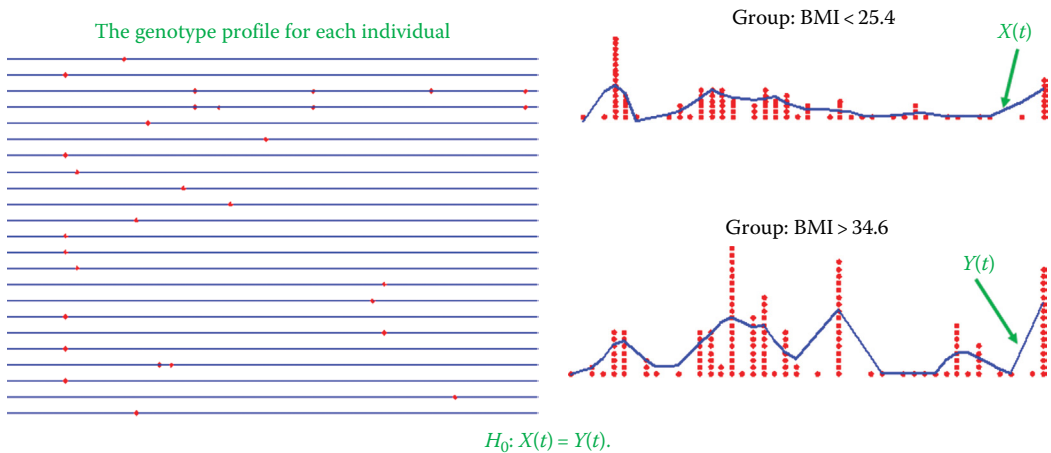 The genotype profile for each individual
Group: BMI < 25.4
X(t)
Group: BMI > 34.6
Y(t)
H₀: X(t) = Y(t).